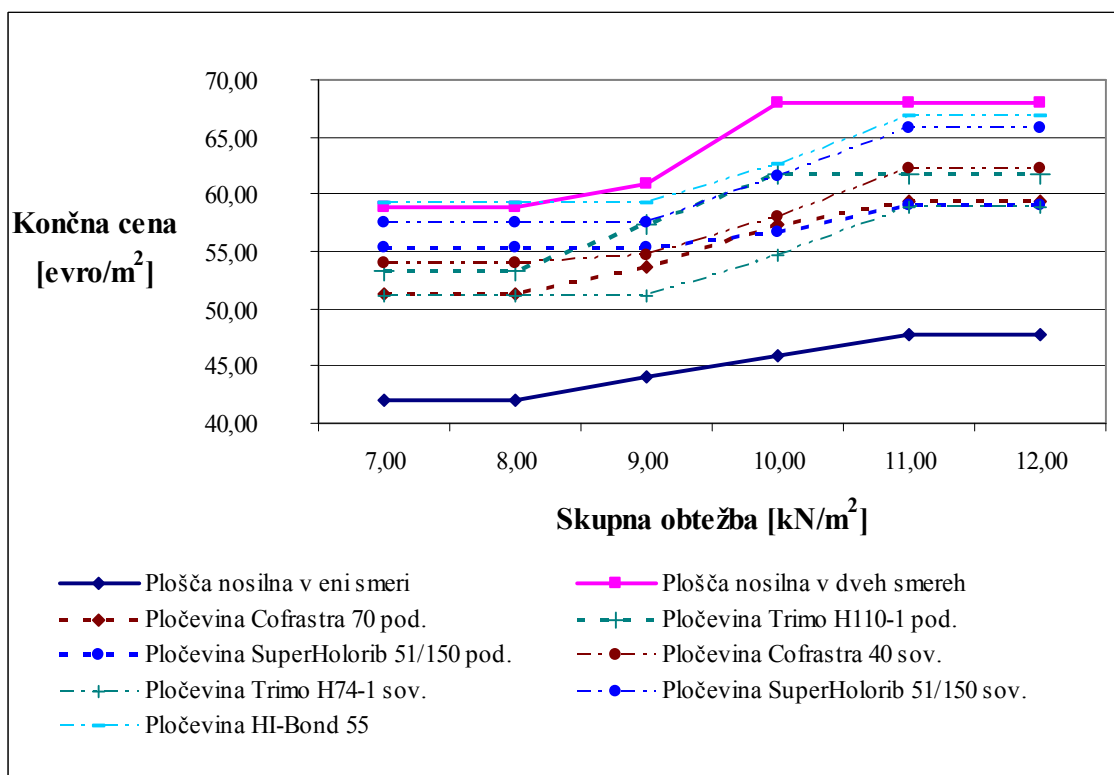 70,00
65,00
60,00
55,00
50,00
45,00
40,00
Končna cena
[evro/m²]
7,00 8,00 9,00 10,00 11,00 12,00
Skupna obtežba [kN/m²]
Plošča nosilna v eni smeri
Plošča nosilna v dveh smereh
Pločevina Cofrastra 70 pod.
Pločevina Trimo H110-1 pod.
Pločevina SuperHolorib 51/150 pod.
Pločevina Cofrastra 40 sov.
Pločevina Trimo H74-1 sov.
Pločevina SuperHolorib 51/150 sov.
Pločevina HI-Bond 55